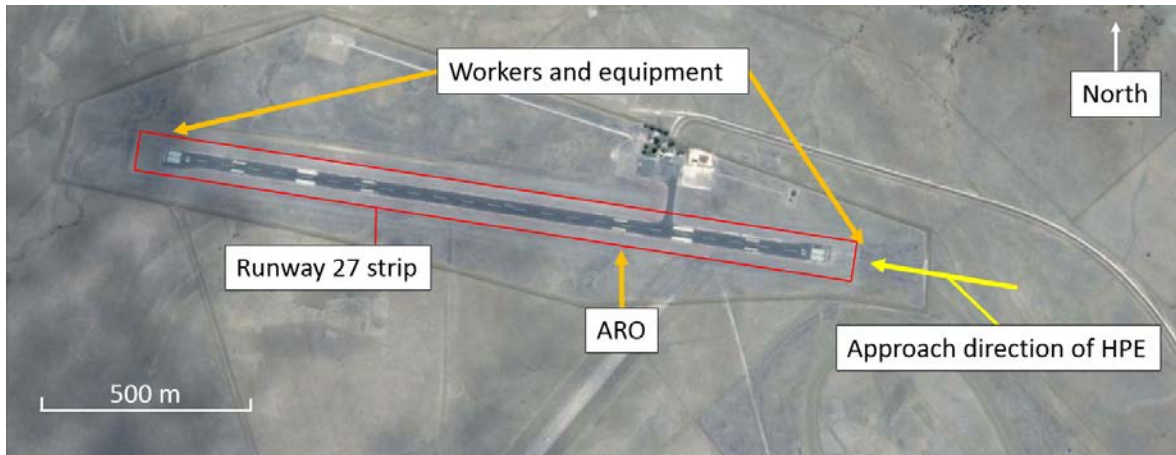 Workers and equipment
North
Runway 27 strip
ARO
Approach direction of HPE
500 m